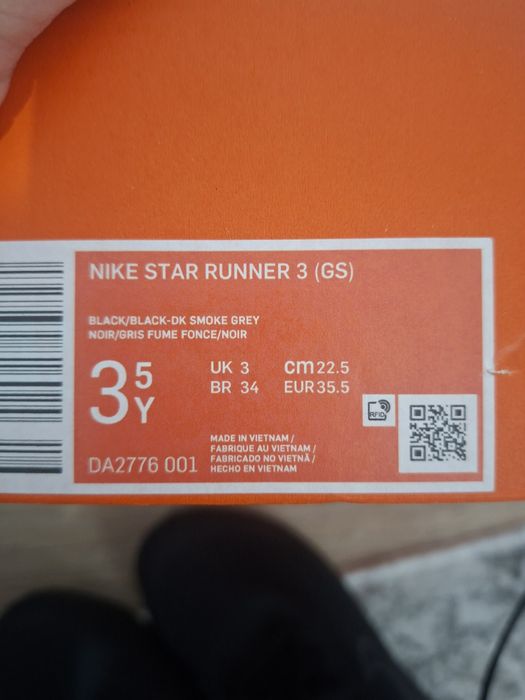 NIKE STAR RUNNER 3 (GS)
BLACK/BLACK-DK SMOKE GREY
NOIR/GRIS FUME FONCE/NOIR
3 5 Y
UK 3 cm 22.5
BR 34 EUR 35.5
RFID
DA2776 001
MADE IN VIETNAM /
FABRIQUE AU VIETNAM /
FABRICADO NO VIETNÃ /
HECHO EN VIETNAM